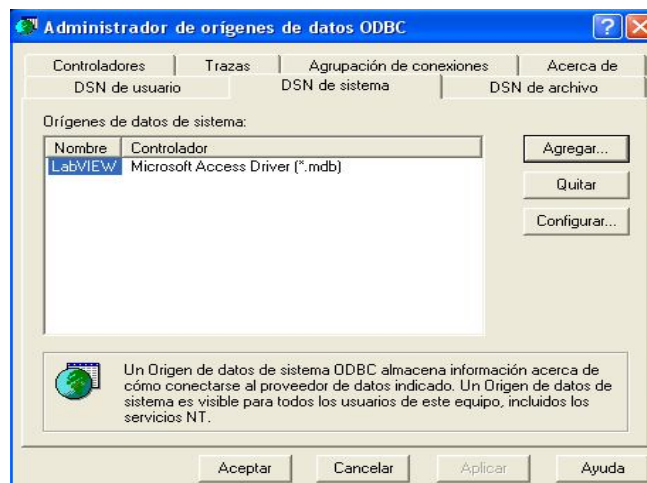 Administrador de orígenes de datos ODBC
Controladores Trazas Agrupación de conexiones Acerca de
DSN de usuario DSN de sistema DSN de archivo
Orígenes de datos de sistema:
Nombre Controlador
LabVIEW Microsoft Access Driver (*.mdb)
Agregar...
Quitar
Configurar...
Un Origen de datos de sistema ODBC almacena información acerca de
cómo conectarse al proveedor de datos indicado. Un Origen de datos de
sistema es visible para todos los usuarios de este equipo, incluidos los
servicios NT.
Aceptar Cancelar Aplicar Ayuda